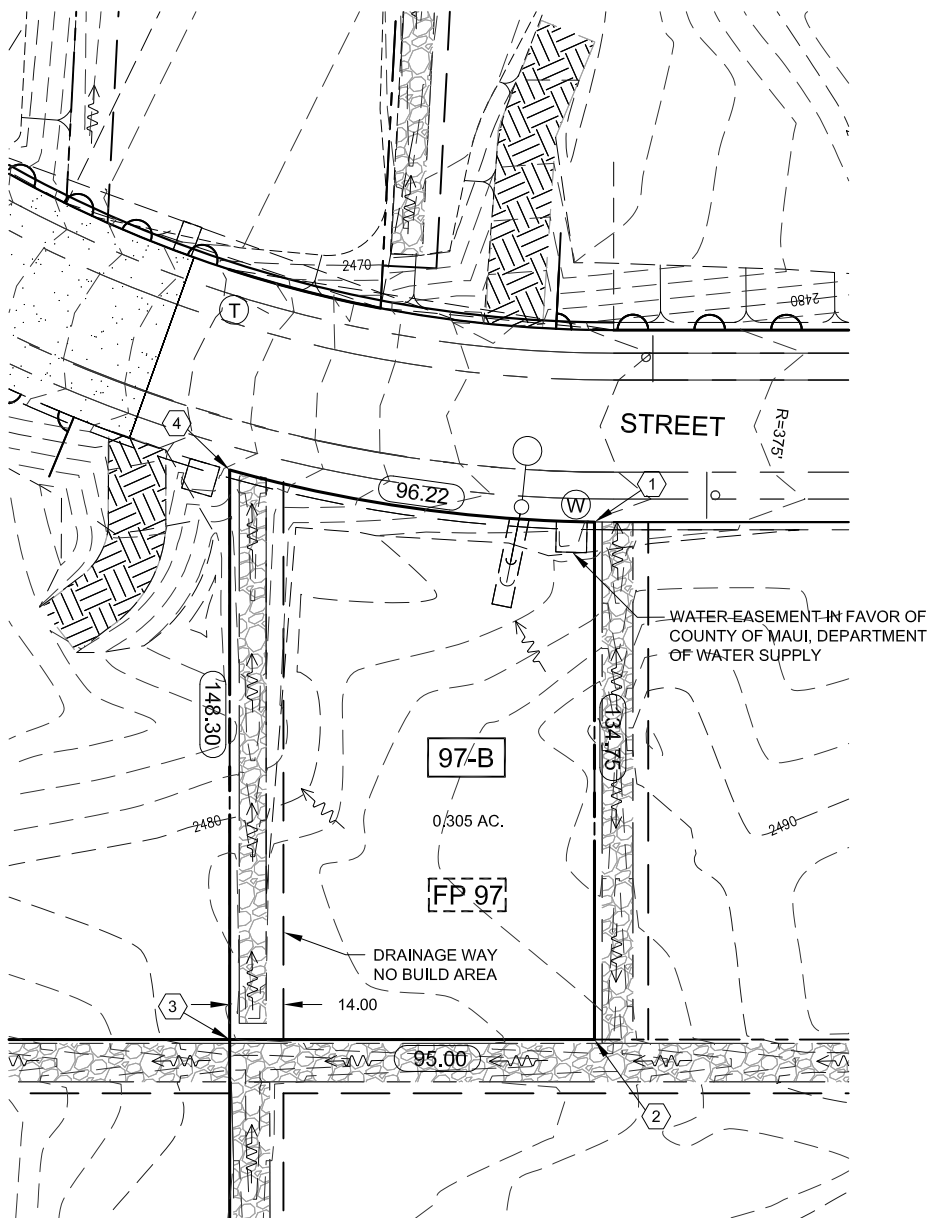 2470
2480
T
STREET
R=375'
4
96.22
W
1
WATER EASEMENT IN FAVOR OF
COUNTY OF MAUI, DEPARTMENT
OF WATER SUPPLY
148.30
134.75
97-B
0.305 AC.
2480
2490
FP 97
DRAINAGE WAY
NO BUILD AREA
3
14.00
95.00
2